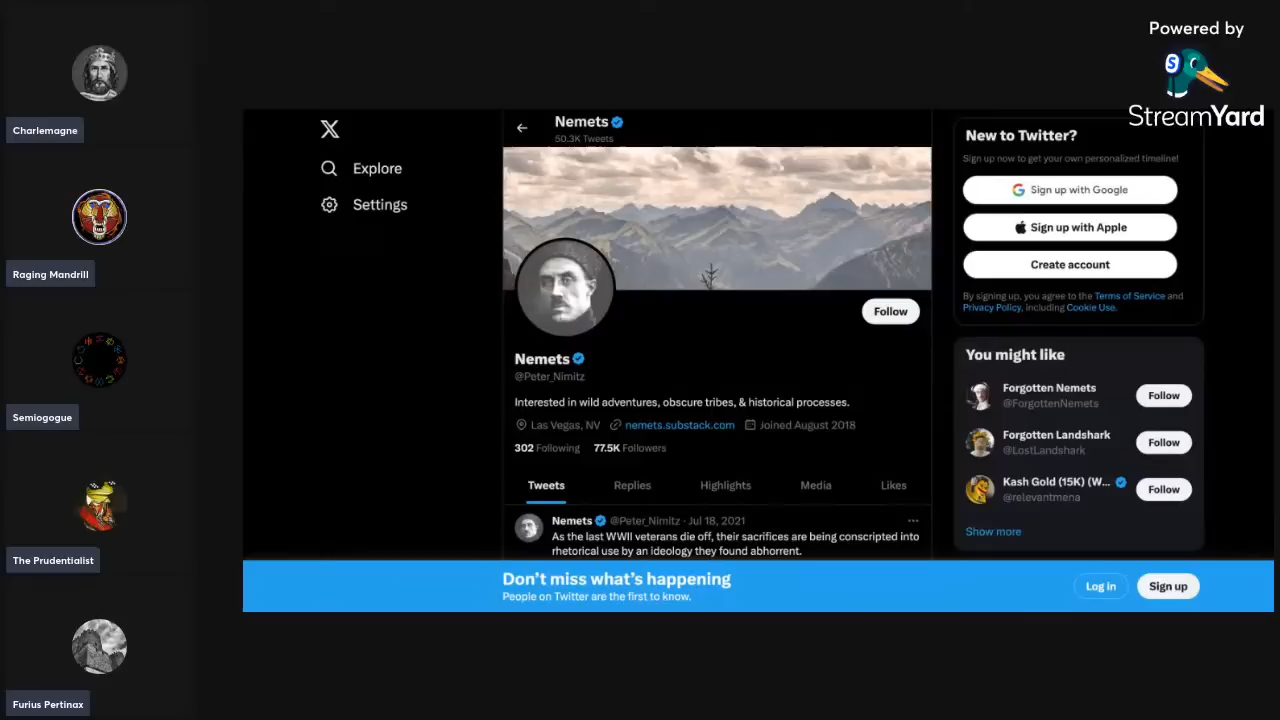 Charlemagne
Raging Mandrill
Semiogogue
The Prudentialist
Furius Pertinax
Explore
Settings
Nemets
50.3K Tweets
Follow
Nemets
@Peter_Nimitz
Interested in wild adventures, obscure tribes, & historical processes.
Las Vegas, NV nemets.substack.com Joined August 2018
302 Following 77.5K Followers
Tweets Replies Highlights Media Likes
Nemets @Peter_Nimitz · Jul 18, 2021
As the last WWII veterans die off, their sacrifices are being conscripted into
rhetorical use by an ideology they found abhorrent.
Powered by
S
StreamYard
New to Twitter?
Sign up now to get your own personalized timeline!
Sign up with Google
Sign up with Apple
Create account
By signing up, you agree to the Terms of Service and
Privacy Policy, including Cookie Use.
You might like
Forgotten Nemets
@ForgottenNemets
Follow
Forgotten Landshark
@LostLandshark
Follow
Kash Gold (15K) (W...
@relevantmena
Follow
Show more
Don't miss what's happening
People on Twitter are the first to know.
Log in Sign up